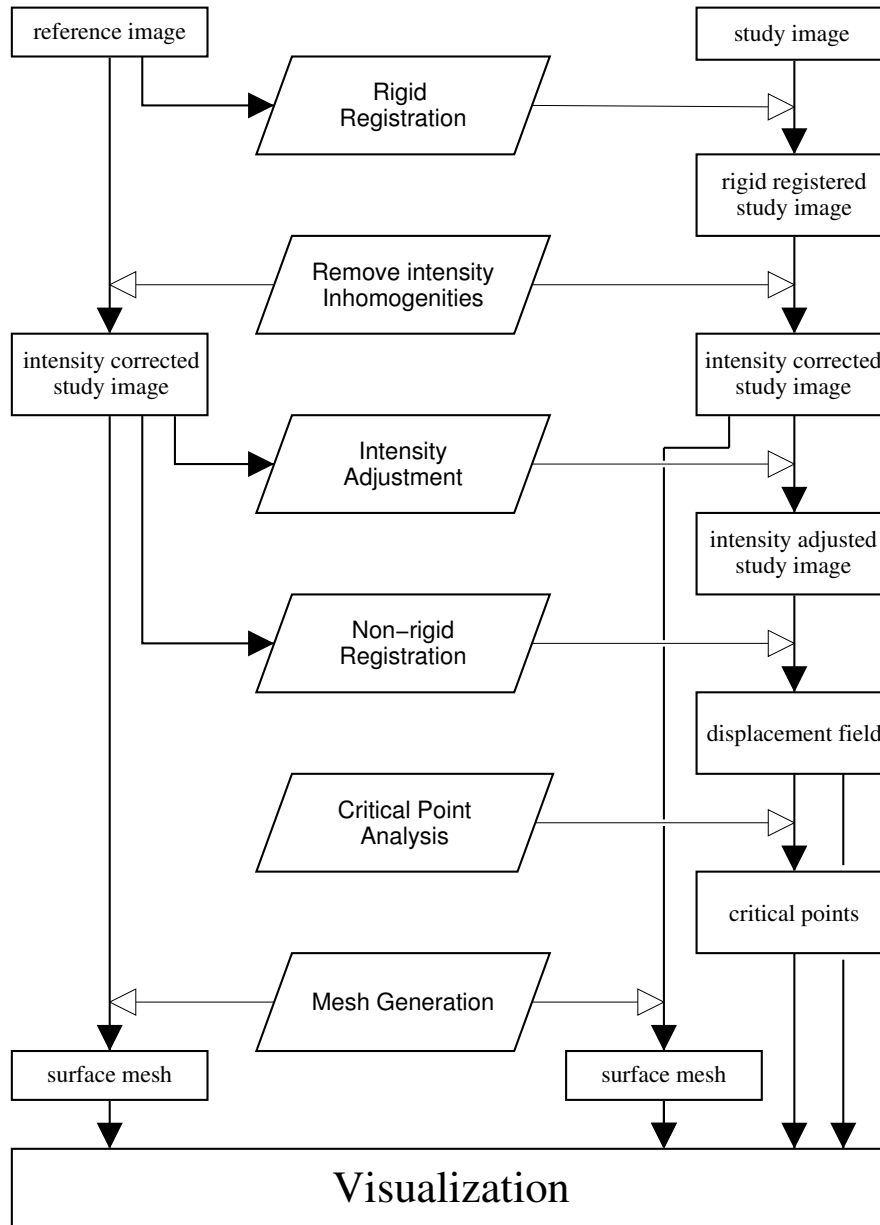 reference image
study image
Rigid
Registration
rigid registered
study image
Remove intensity
Inhomogenities
intensity corrected
study image
intensity corrected
study image
Intensity
Adjustment
intensity adjusted
study image
Non−rigid
Registration
displacement field
Critical Point
Analysis
critical points
Mesh Generation
surface mesh
surface mesh
Visualization